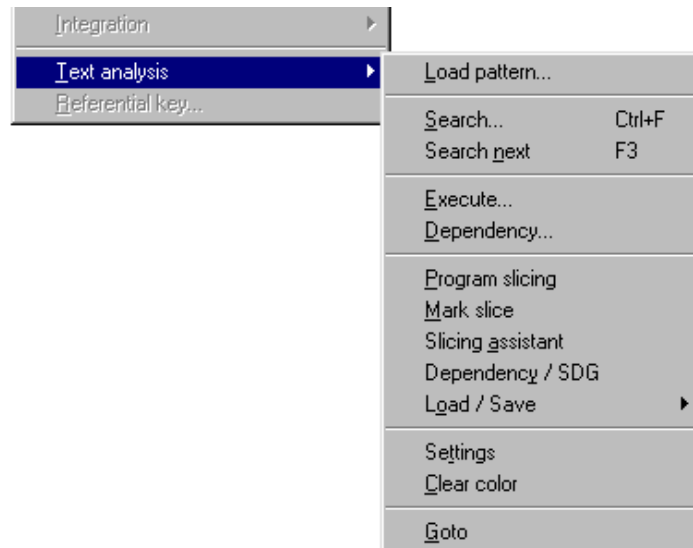 Integration
Text analysis
Referential key...
Load pattern...
Search... Ctrl+F
Search next F3
Execute...
Dependency...
Program slicing
Mark slice
Slicing assistant
Dependency / SDG
Load / Save
Settings
Clear color
Goto